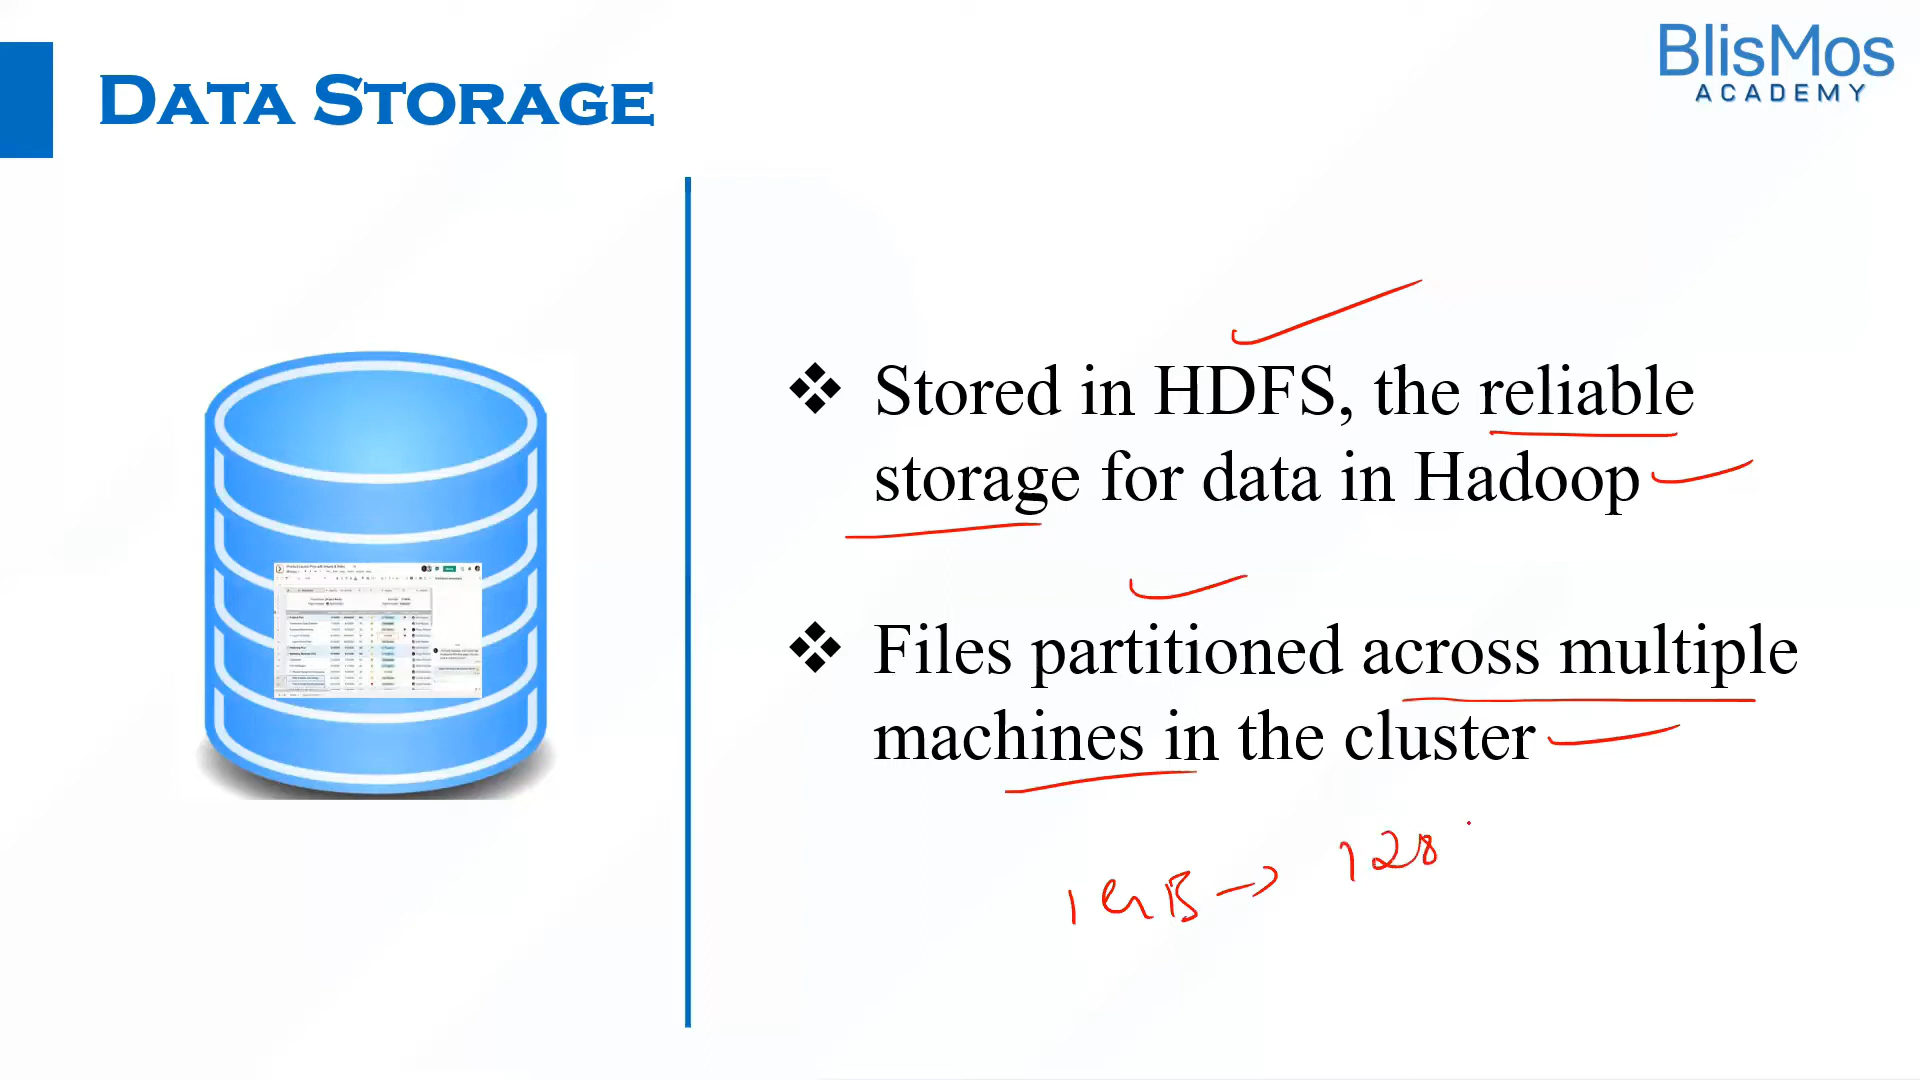 DATA STORAGE
BlisMos
ACADEMY
❖ Stored in HDFS, the reliable
storage for data in Hadoop
❖ Files partitioned across multiple
machines in the cluster
1GB → 128